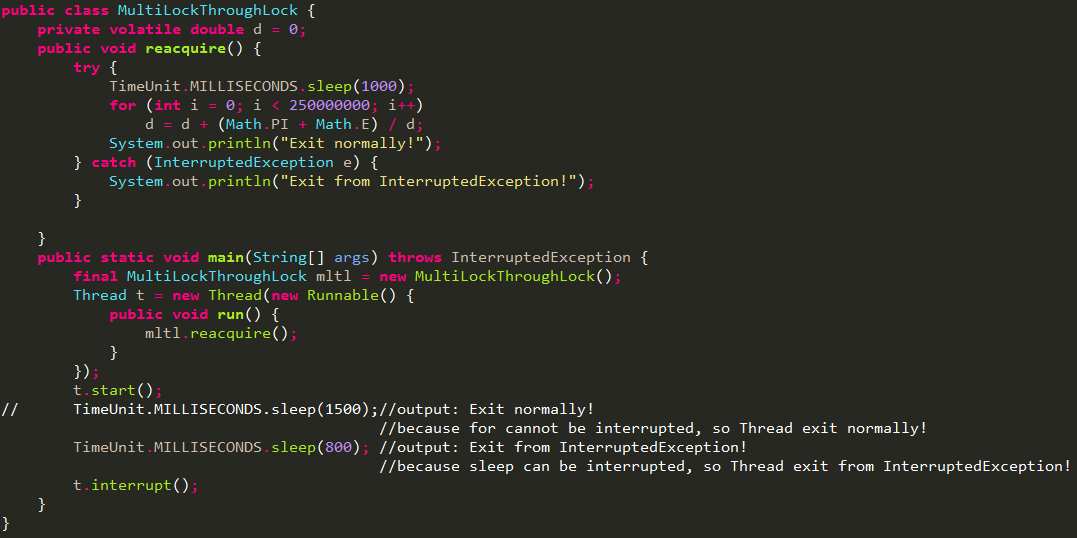 public class MultiLockThroughLock {
    private volatile double d = 0;
    public void reacquire() {
        try {
            TimeUnit.MILLISECONDS.sleep(1000);
            for (int i = 0; i < 250000000; i++)
                d = d + (Math.PI + Math.E) / d;
            System.out.println("Exit normally!");
        } catch (InterruptedException e) {
            System.out.println("Exit from InterruptedException!");
        }
    }
    public static void main(String[] args) throws InterruptedException {
        final MultiLockThroughLock mltl = new MultiLockThroughLock();
        Thread t = new Thread(new Runnable() {
            public void run() {
                mltl.reacquire();
            }
        });
        t.start();
//      TimeUnit.MILLISECONDS.sleep(1500);//output: Exit normally!
                                          //because for cannot be interrupted, so Thread exit normally!
        TimeUnit.MILLISECONDS.sleep(800); //output: Exit from InterruptedException!
                                          //because sleep can be interrupted, so Thread exit from InterruptedException!
        t.interrupt();
    }
}